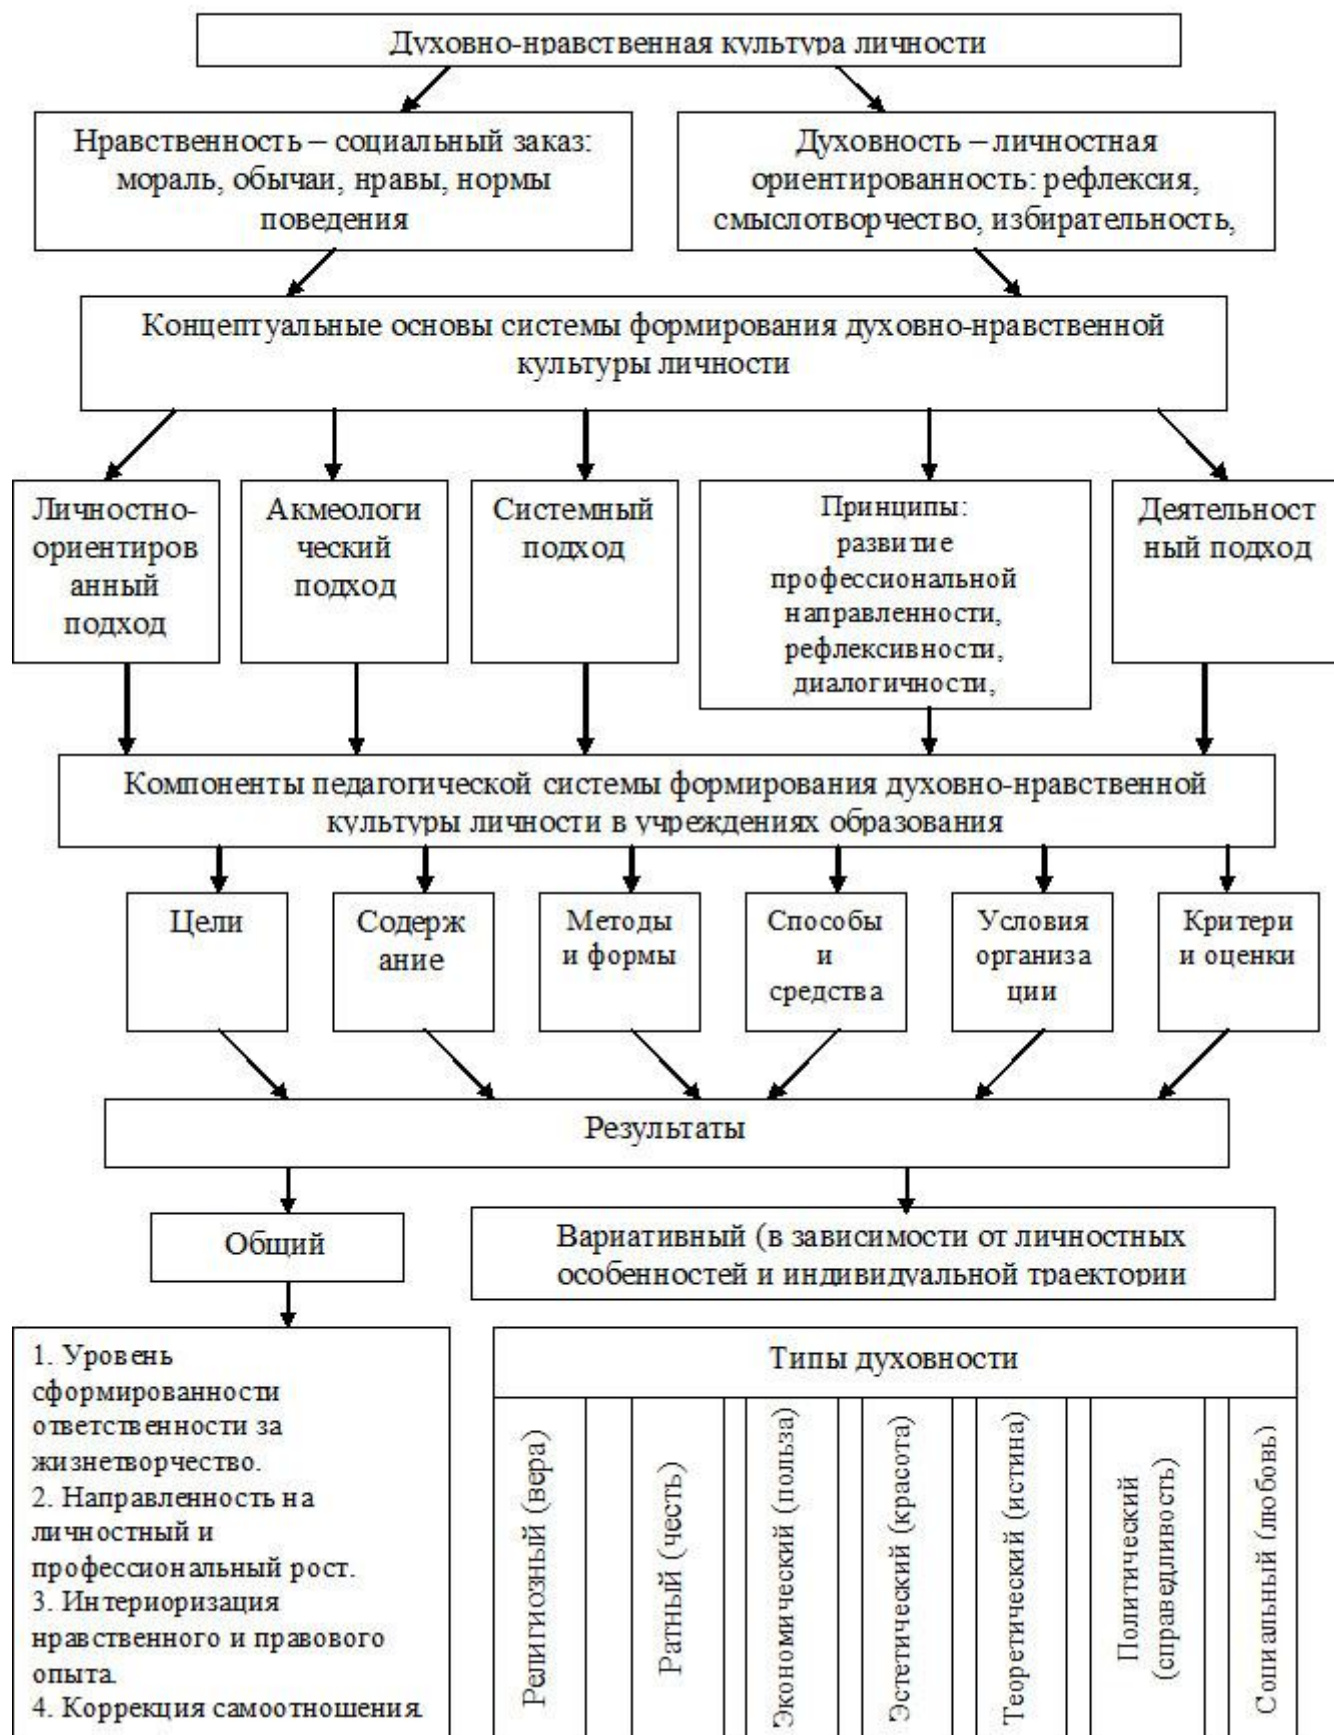 Духовно-нравственная культура личности
Нравственность – социальный заказ:
мораль, обычаи, нравы, нормы
поведения
Духовность – личностная
ориентированность: рефлексия,
смыслотворчество, избирательность,
Концептуальные основы системы формирования духовно-нравственной
культуры личности
Личностно-
ориентиров
анный
подход
Акмеологи
ческий
подход
Системный
подход
Принципы:
развитие
профессиональной
направленности,
рефлексивности,
диалогичности,
Деятельност
ный подход
Компоненты педагогической системы формирования духовно-нравственной
культуры личности в учреждениях образования
Цели
Содерж
ание
Методы
и формы
Способы
и
средства
Условия
организа
ции
Критери
и оценки
Результаты
Общий
Вариативный (в зависимости от личностных
особенностей и индивидуальной траектории
1. Уровень
сформированности
ответственности за
жизнетворчество.
2. Направленность на
личностный и
профессиональный рост.
3. Интериоризация
нравственного и правового
опыта.
4. Коррекция самоотношения.
Типы духовности
Религиозный (вера)
Ратный (честь)
Экономический (польза)
Эстетический (красота)
Теоретический (истина)
Политический
(справедливость)
Социальный (любовь)